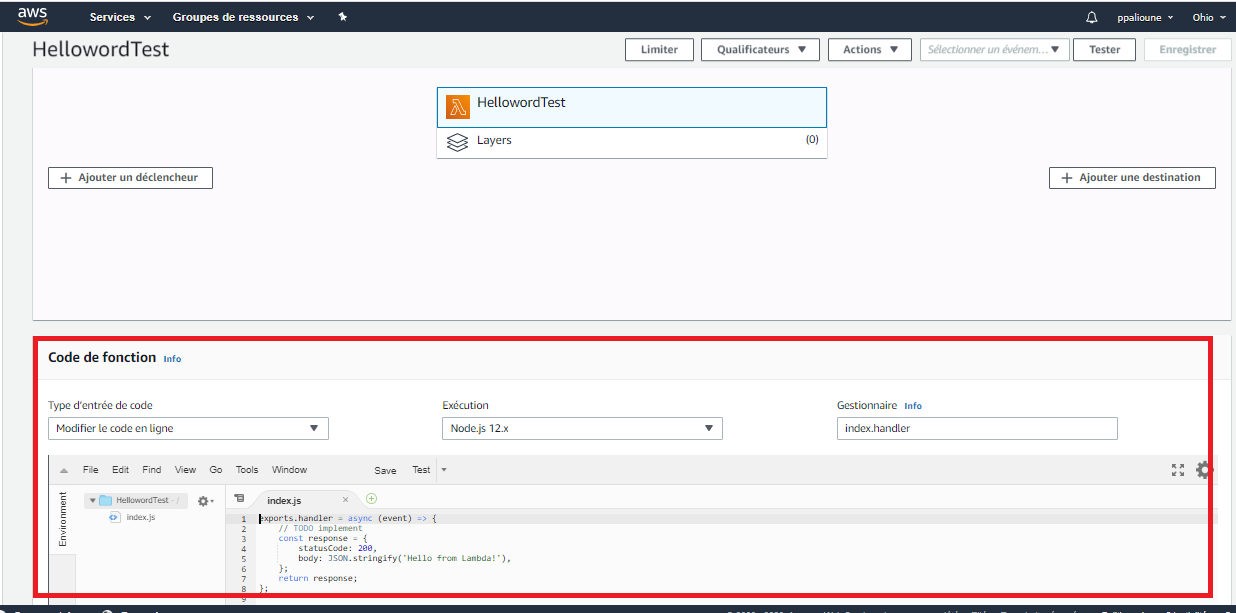 aws Services Groupes de ressources ppalioune Ohio
HellowordTest Limiter Qualificateurs Actions Sélectionner un événem... Tester Enregistrer
HellowordTest
Layers (0)
+ Ajouter un déclencheur + Ajouter une destination
Code de fonction Info
Type d'entrée de code Exécution Gestionnaire Info
Modifier le code en ligne Node.js 12.x index.handler
File Edit Find View Go Tools Window Save Test
Environment
HellowordTest - / index.js
index.js
1 exports.handler = async (event) => {
2 // TODO implement
3 const response = {
4 statusCode: 200,
5 body: JSON.stringify('Hello from Lambda!'),
6 };
7 return response;
8 };
9